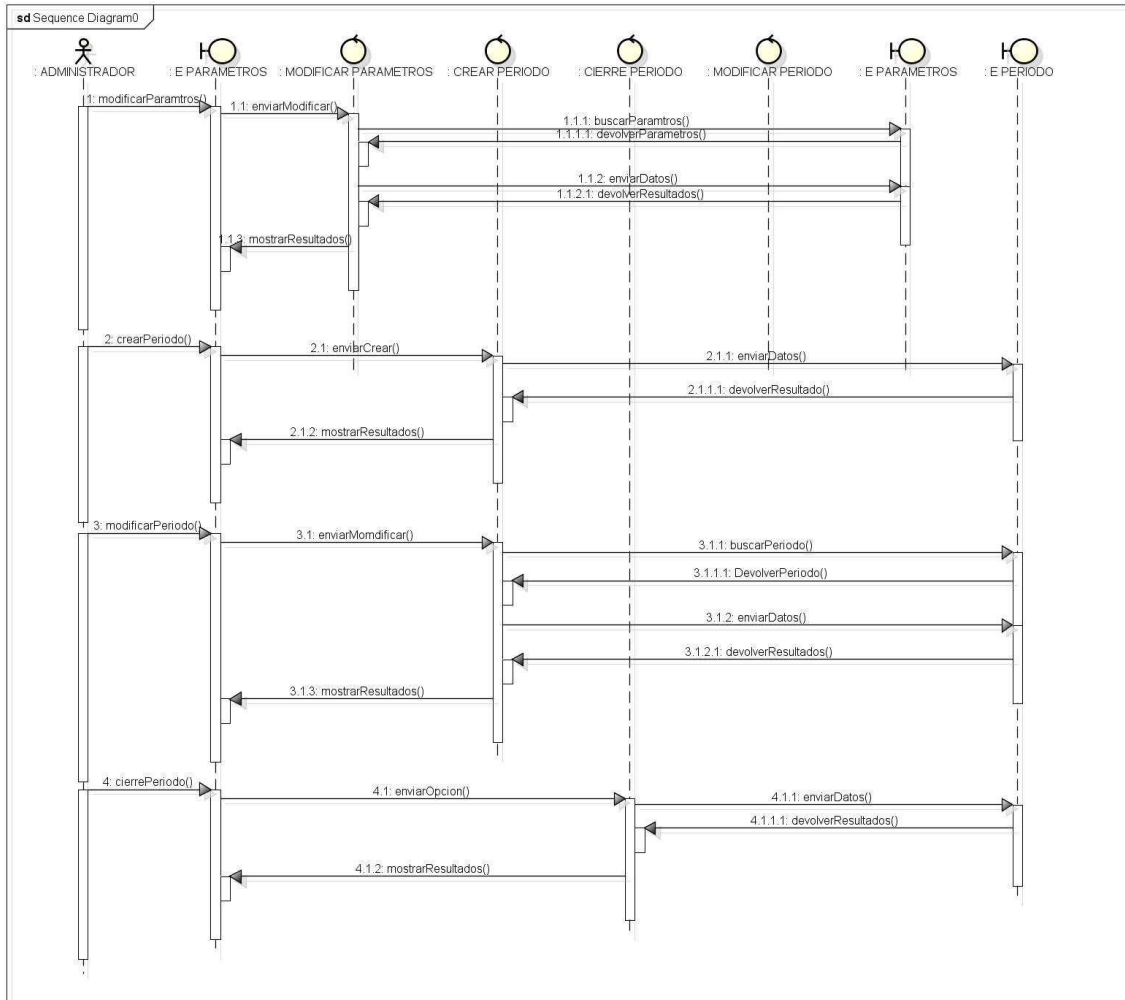 sd Sequence Diagram0
: ADMINISTRADOR
: E PARAMETROS
: MODIFICAR PARAMETROS
: CREAR PERIODO
: CIERRE PERIODO
: MODIFICAR PERIODO
: E PARAMETROS
: E PERIODO
1: modificarParamtros()
1.1: enviarModificar()
1.1.1: buscarParamtros()
1.1.1.1: devolverParametros()
1.1.2: enviarDatos()
1.1.2.1: devolverResultados()
1.1.3: mostrarResultados()
2: crearPeriodo()
2.1: enviarCrear()
2.1.1: enviarDatos()
2.1.1.1: devolverResultado()
2.1.2: mostrarResultados()
3: modificarPeriodo()
3.1: enviarMomdificar()
3.1.1: buscarPeriodo()
3.1.1.1: DevolverPeriodo()
3.1.2: enviarDatos()
3.1.2.1: devolverResultados()
3.1.3: mostrarResultados()
4: cierrePeriodo()
4.1: enviarOpcion()
4.1.1: enviarDatos()
4.1.1.1: devolverResultados()
4.1.2: mostrarResultados()